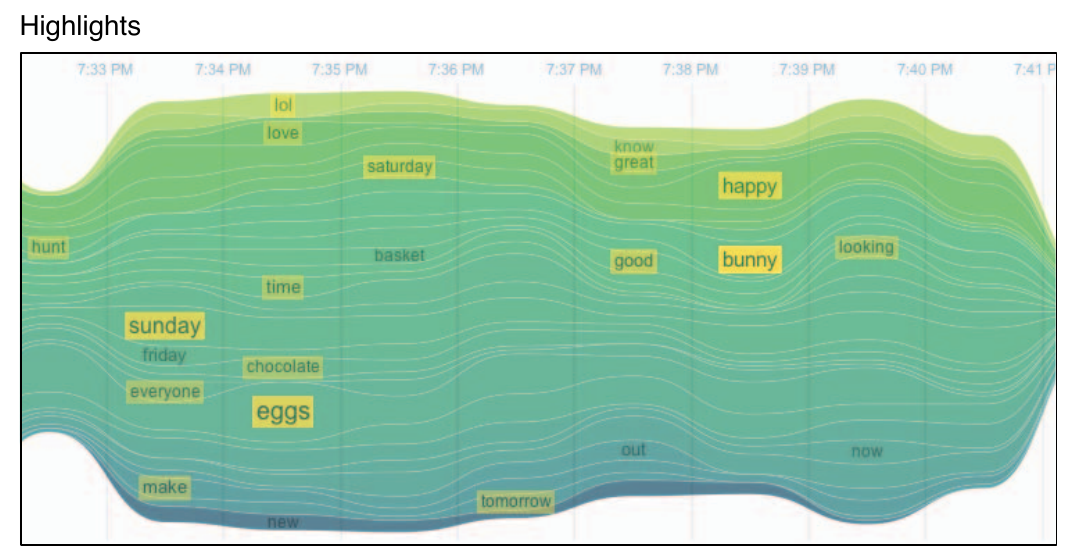 Highlights
7:33 PM 7:34 PM 7:35 PM 7:36 PM 7:37 PM 7:38 PM 7:39 PM 7:40 PM 7:41 P
lol
love
know
great
saturday
happy
hunt
basket
good
bunny
looking
time
sunday
friday
chocolate
everyone
eggs
out
now
make
tomorrow
new